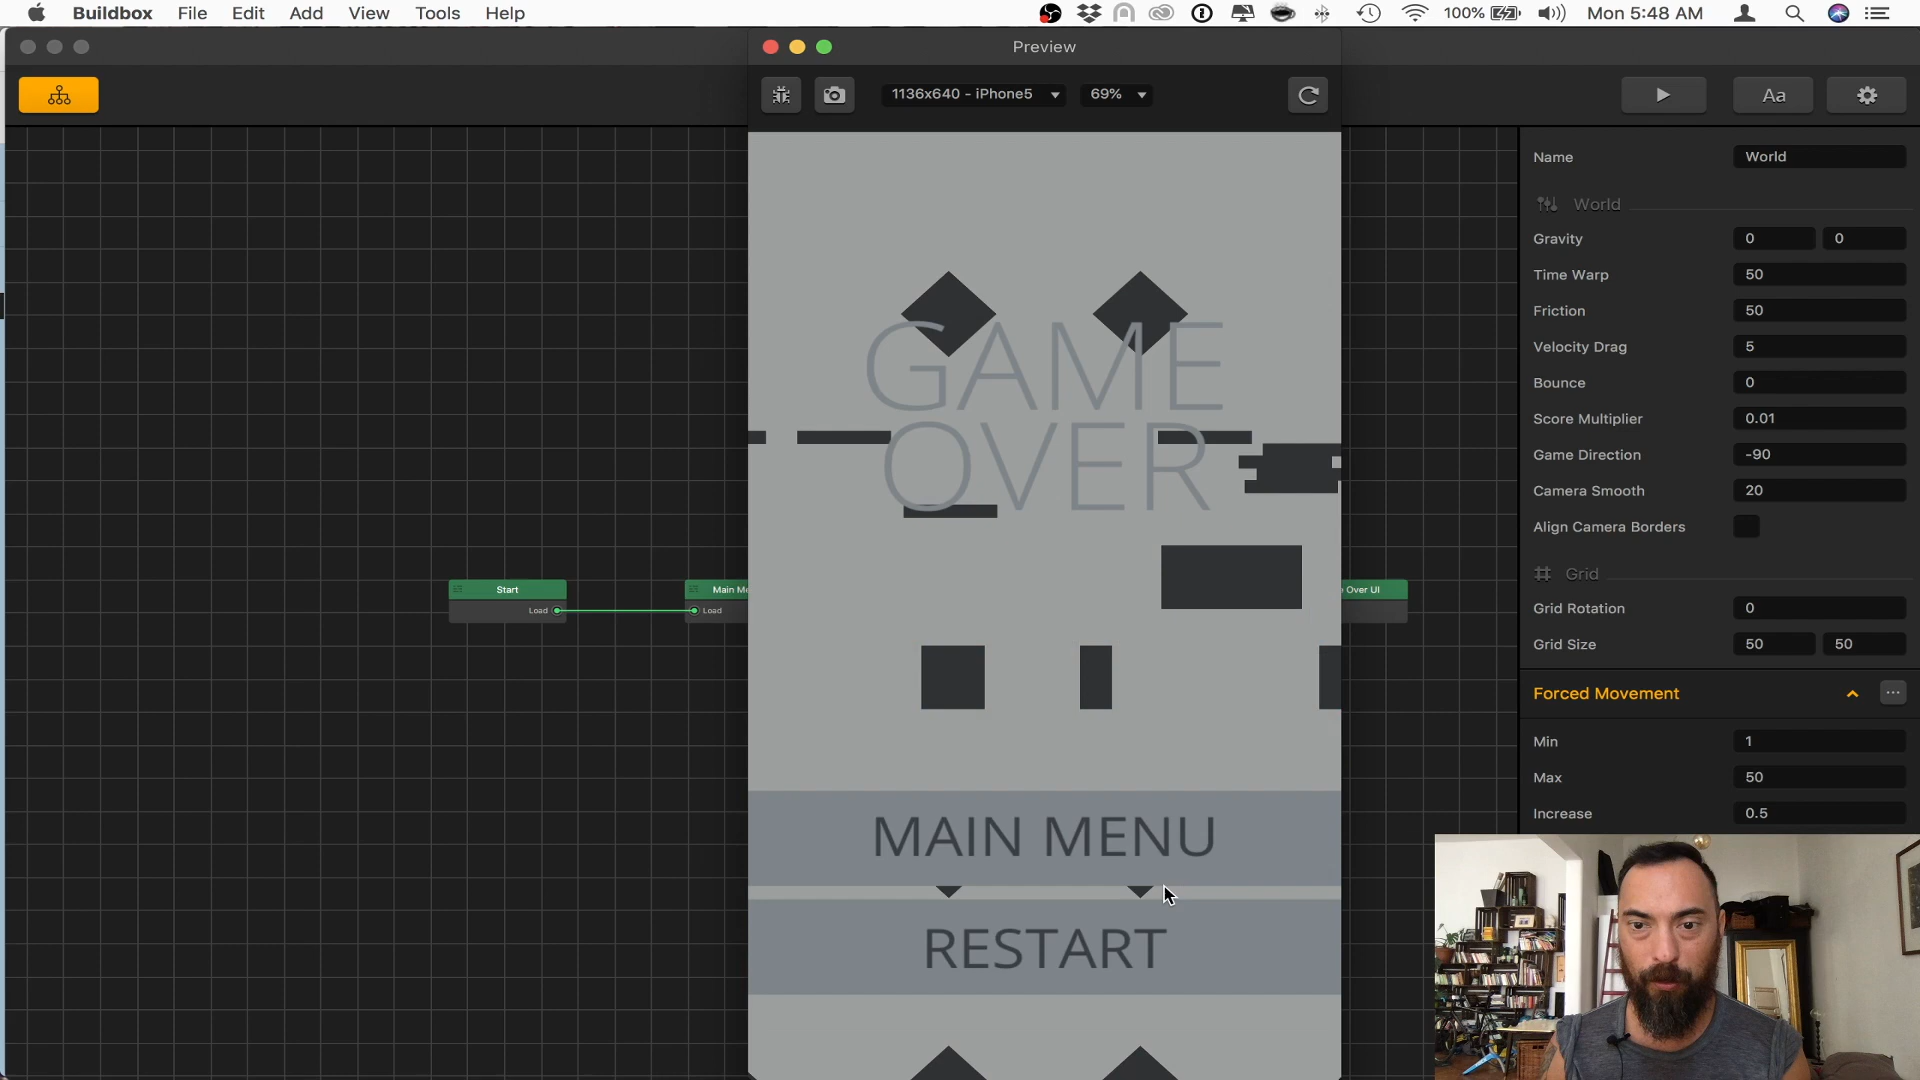 Buildbox File Edit Add View Tools Help 100% Mon 5:48 AM
Preview
1136x640 - iPhone5 69% Aa
Name World
World
Gravity 0 0
Time Warp 50
Friction 50
Velocity Drag 5
Bounce 0
Score Multiplier 0.01
Game Direction -90
Camera Smooth 20
Align Camera Borders
Grid
Grid Rotation 0
Grid Size 50 50
Forced Movement
Min 1
Max 50
Increase 0.5
Start
Load
Main Me
Load
GAME
OVER
e Over UI
MAIN MENU
RESTART